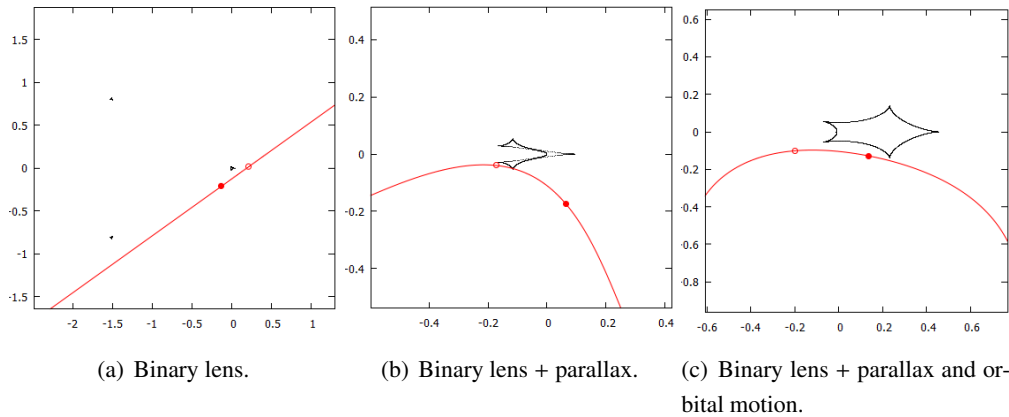 1.5
1
0.5
0
-0.5
-1
-1.5
-2 -1.5 -1 -0.5 0 0.5 1
0.4
0.2
0
-0.2
-0.4
-0.4 -0.2 0 0.2 0.4
0.6
0.4
0.2
0
-0.2
-0.4
-0.6
-0.8
-0.6 -0.4 -0.2 0 0.2 0.4 0.6
(a) Binary lens.
(b) Binary lens + parallax.
(c) Binary lens + parallax and or-
bital motion.